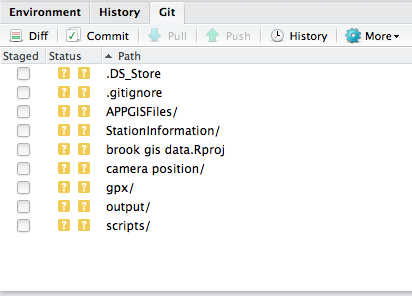 Environment History Git
Diff Commit Pull Push History More
Staged Status Path
? ? .DS_Store
? ? .gitignore
? ? APPGISFiles/
? ? StationInformation/
? ? brook gis data.Rproj
? ? camera position/
? ? gpx/
? ? output/
? ? scripts/